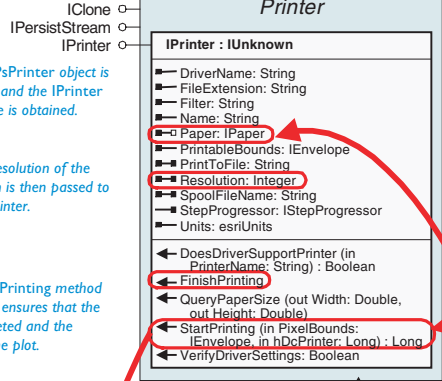 Printer
IClone
IPersistStream
IPrinter
IPrinter : IUnknown
DriverName: String
FileExtension: String
Filter: String
Name: String
Paper: IPaper
PrintableBounds: IEnvelope
PrintToFile: String
Resolution: Integer
SpoolFileName: String
StepProgressor: IStepProgressor
Units: esriUnits
DoesDriverSupportPrinter (in
PrinterName: String) : Boolean
FinishPrinting
QueryPaperSize (out Width: Double,
out Height: Double)
StartPrinting (in PixelBounds:
IEnvelope, in hDcPrinter: Long) : Long
VerifyDriverSettings: Boolean
sPrinter object is
and the IPrinter
is obtained.
esolution of the
is then passed to
inter.
Printing method
ensures that the
eted and the
e plot.